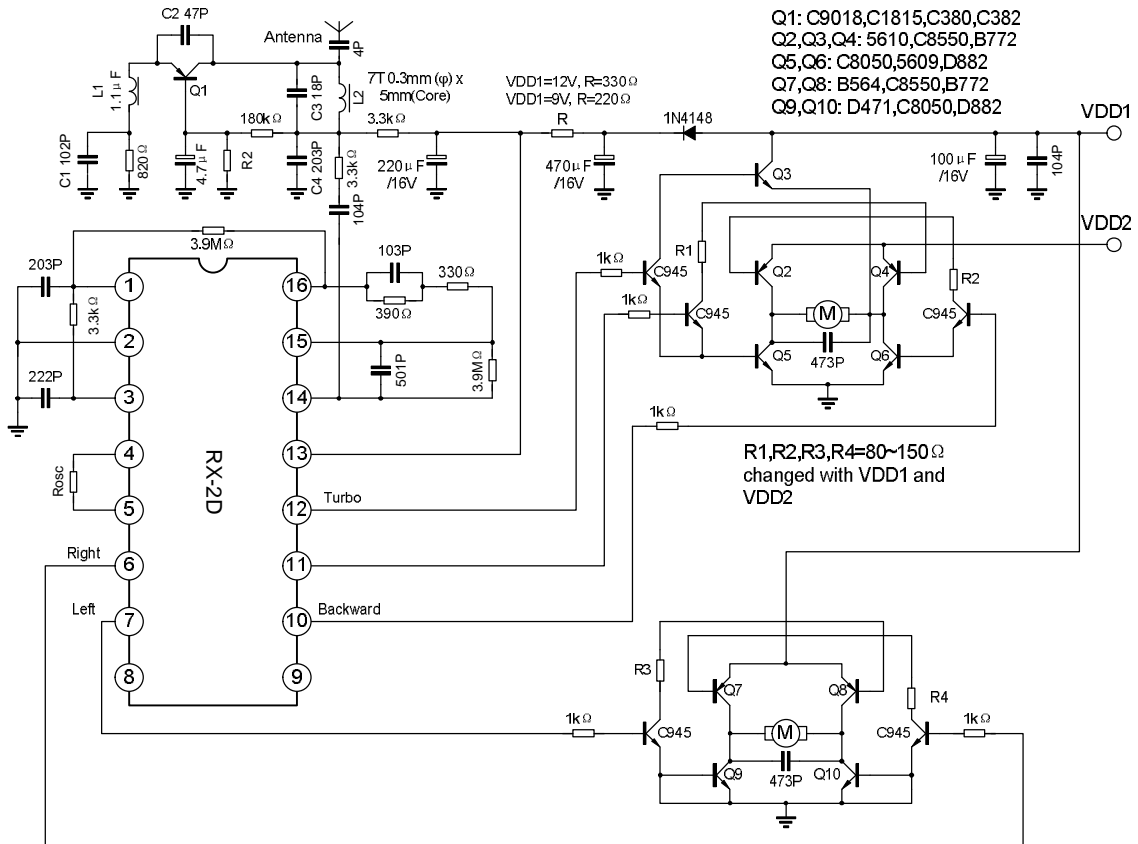 C2 47P
Antenna
4P
L1
1.1μF
Q1
C3 18P
L2
7T 0.3mm (φ) x
5mm(Core)
VDD1=12V, R=330Ω
VDD1=9V, R=220Ω
Q1: C9018,C1815,C380,C382
Q2,Q3,Q4: 5610,C8550,B772
Q5,Q6: C8050,5609,D882
Q7,Q8: B564,C8550,B772
Q9,Q10: D471,C8050,D882
C1 102P
820Ω
4.7μF
180kΩ
R2
C4 203P
3.3kΩ
3.3kΩ
220μF
/16V
R
470μF
/16V
1N4148
Q3
100μF
/16V
104P
VDD1
VDD2
104P
3.9MΩ
203P
3.3kΩ
222P
Rosc
103P
390Ω
330Ω
501P
3.9MΩ
1
2
3
4
5
6
7
8
16
15
14
13
12
11
10
9
RX-2D
Right
Left
Turbo
Backward
1kΩ
1kΩ
C945
R1
C945
Q2
Q4
M
473P
Q5
Q6
R2
C945
1kΩ
R1,R2,R3,R4=80~150Ω
changed with VDD1 and
VDD2
1kΩ
R3
C945
Q7
Q8
M
473P
Q9
Q10
R4
C945
1kΩ